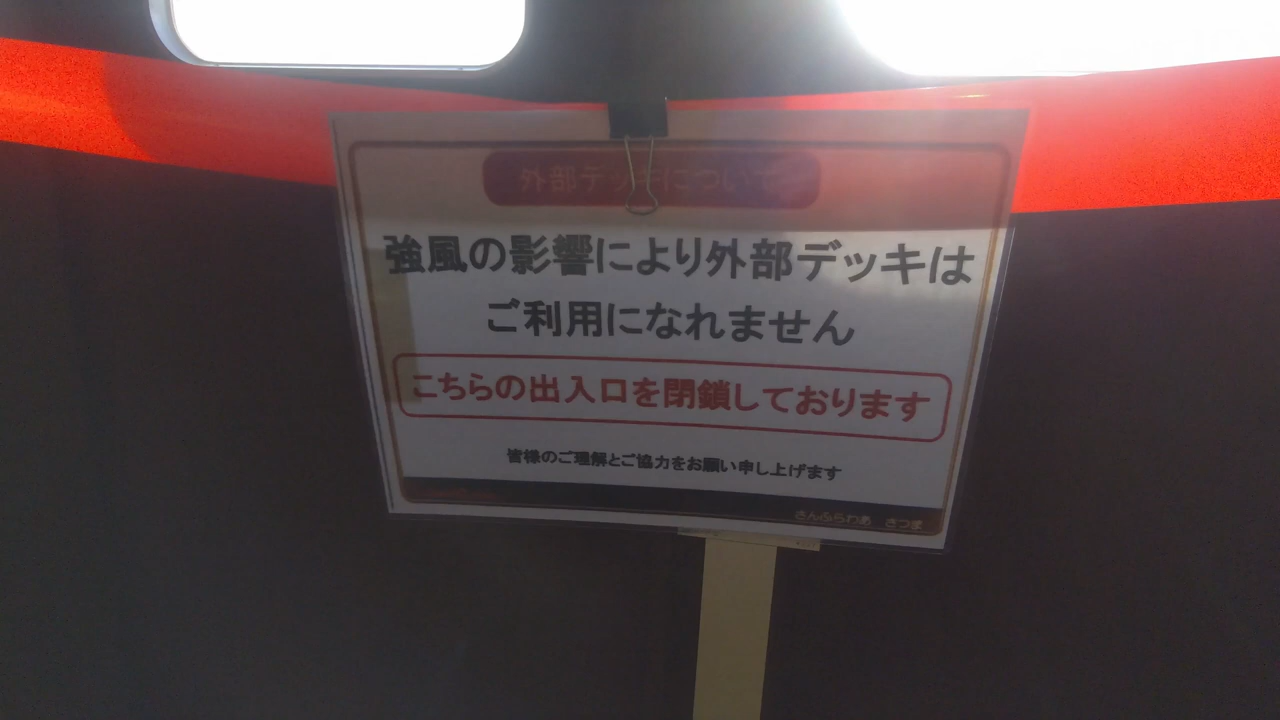 外部デッキについて
強風の影響により外部デッキは
ご利用になれません
こちらの出入口を閉鎖しております
皆様のご理解とご協力をお願い申し上げます
さんふらわあ　さつま